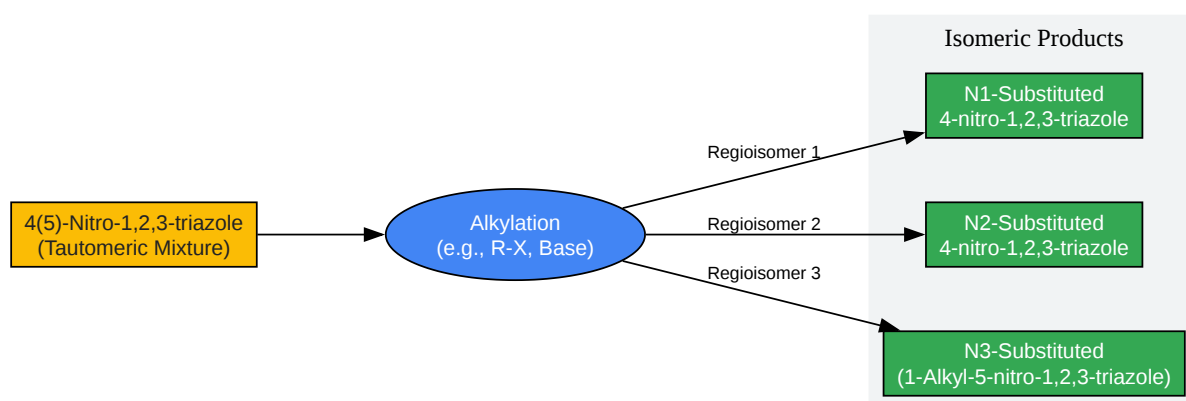 Isomeric Products
N1-Substituted
4-nitro-1,2,3-triazole
Regioisomer 1
4(5)-Nitro-1,2,3-triazole
(Tautomeric Mixture)
Alkylation
(e.g., R-X, Base)
Regioisomer 2
N2-Substituted
4-nitro-1,2,3-triazole
Regioisomer 3
N3-Substituted
(1-Alkyl-5-nitro-1,2,3-triazole)